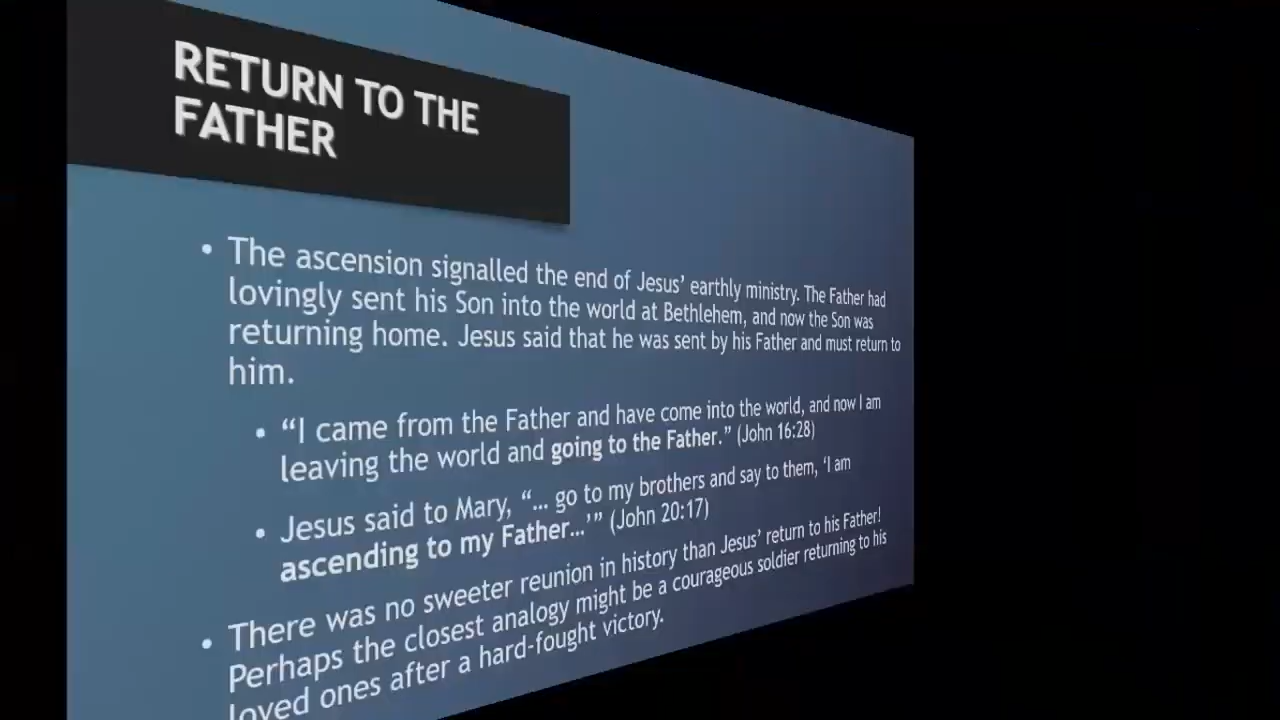 RETURN TO THE
FATHER
• The ascension signalled the end of Jesus’ earthly ministry. The Father had
lovingly sent his Son into the world at Bethlehem, and now the Son was
returning home. Jesus said that he was sent by his Father and must return to
him.
• “I came from the Father and have come into the world, and now I am
leaving the world and going to the Father.” (John 16:28)
• Jesus said to Mary, “… go to my brothers and say to them, ‘I am
ascending to my Father…’” (John 20:17)
• There was no sweeter reunion in history than Jesus’ return to his Father!
Perhaps the closest analogy might be a courageous soldier returning to his
loved ones after a hard-fought victory.